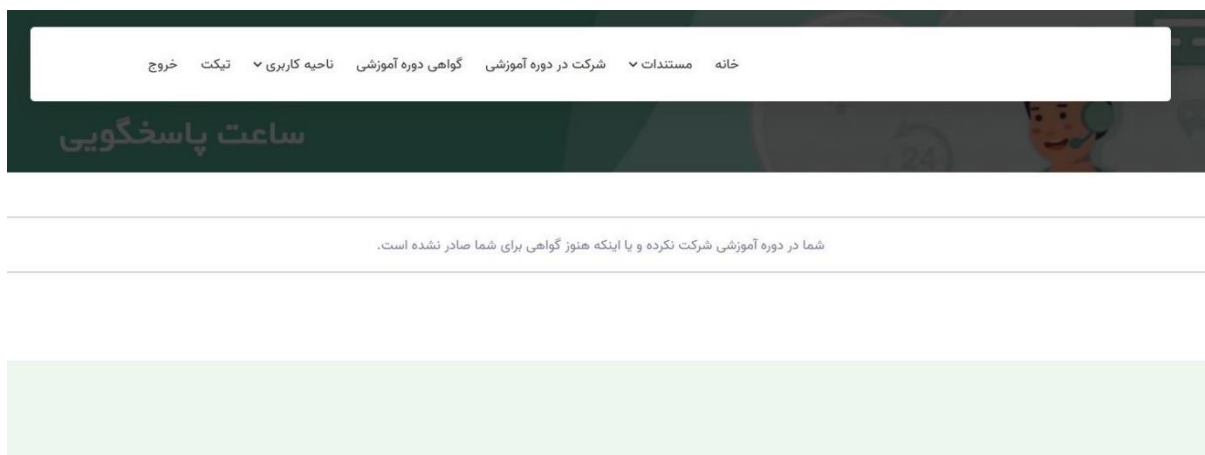 خانه مستندات شرکت در دوره آموزشی گواهی دوره آموزشی ناحیه کاربری تیکت خروج
ساعت پاسخگویی
24
شما در دوره آموزشی شرکت نکرده و یا اینکه هنوز گواهی برای شما صادر نشده است.